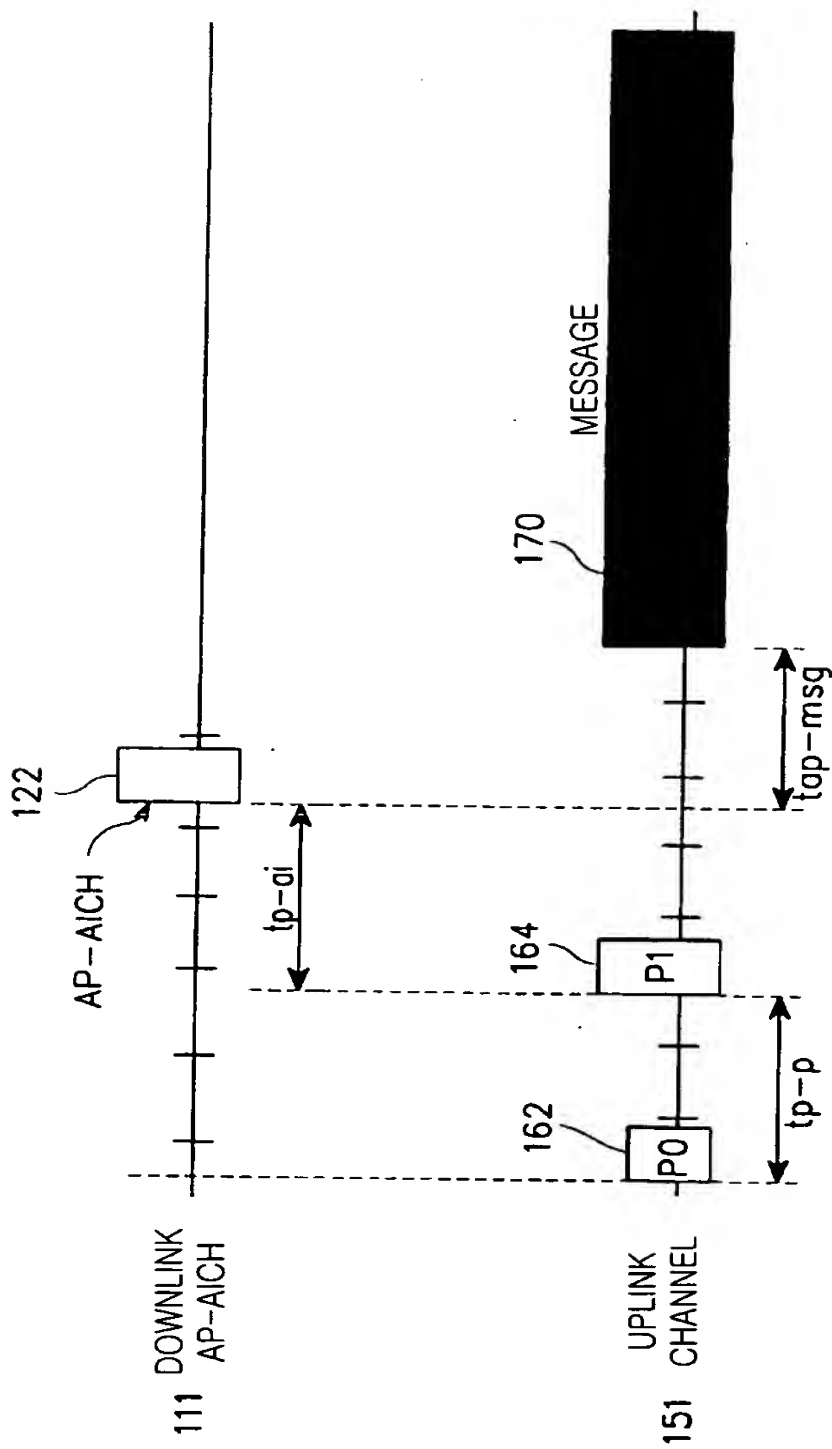 122
AP-AICH
111 DOWNLINK
AP-AICH
tp-ai
MESSAGE
170
164
162
P0
P1
151 UPLINK
CHANNEL
tp-p
tap-msg